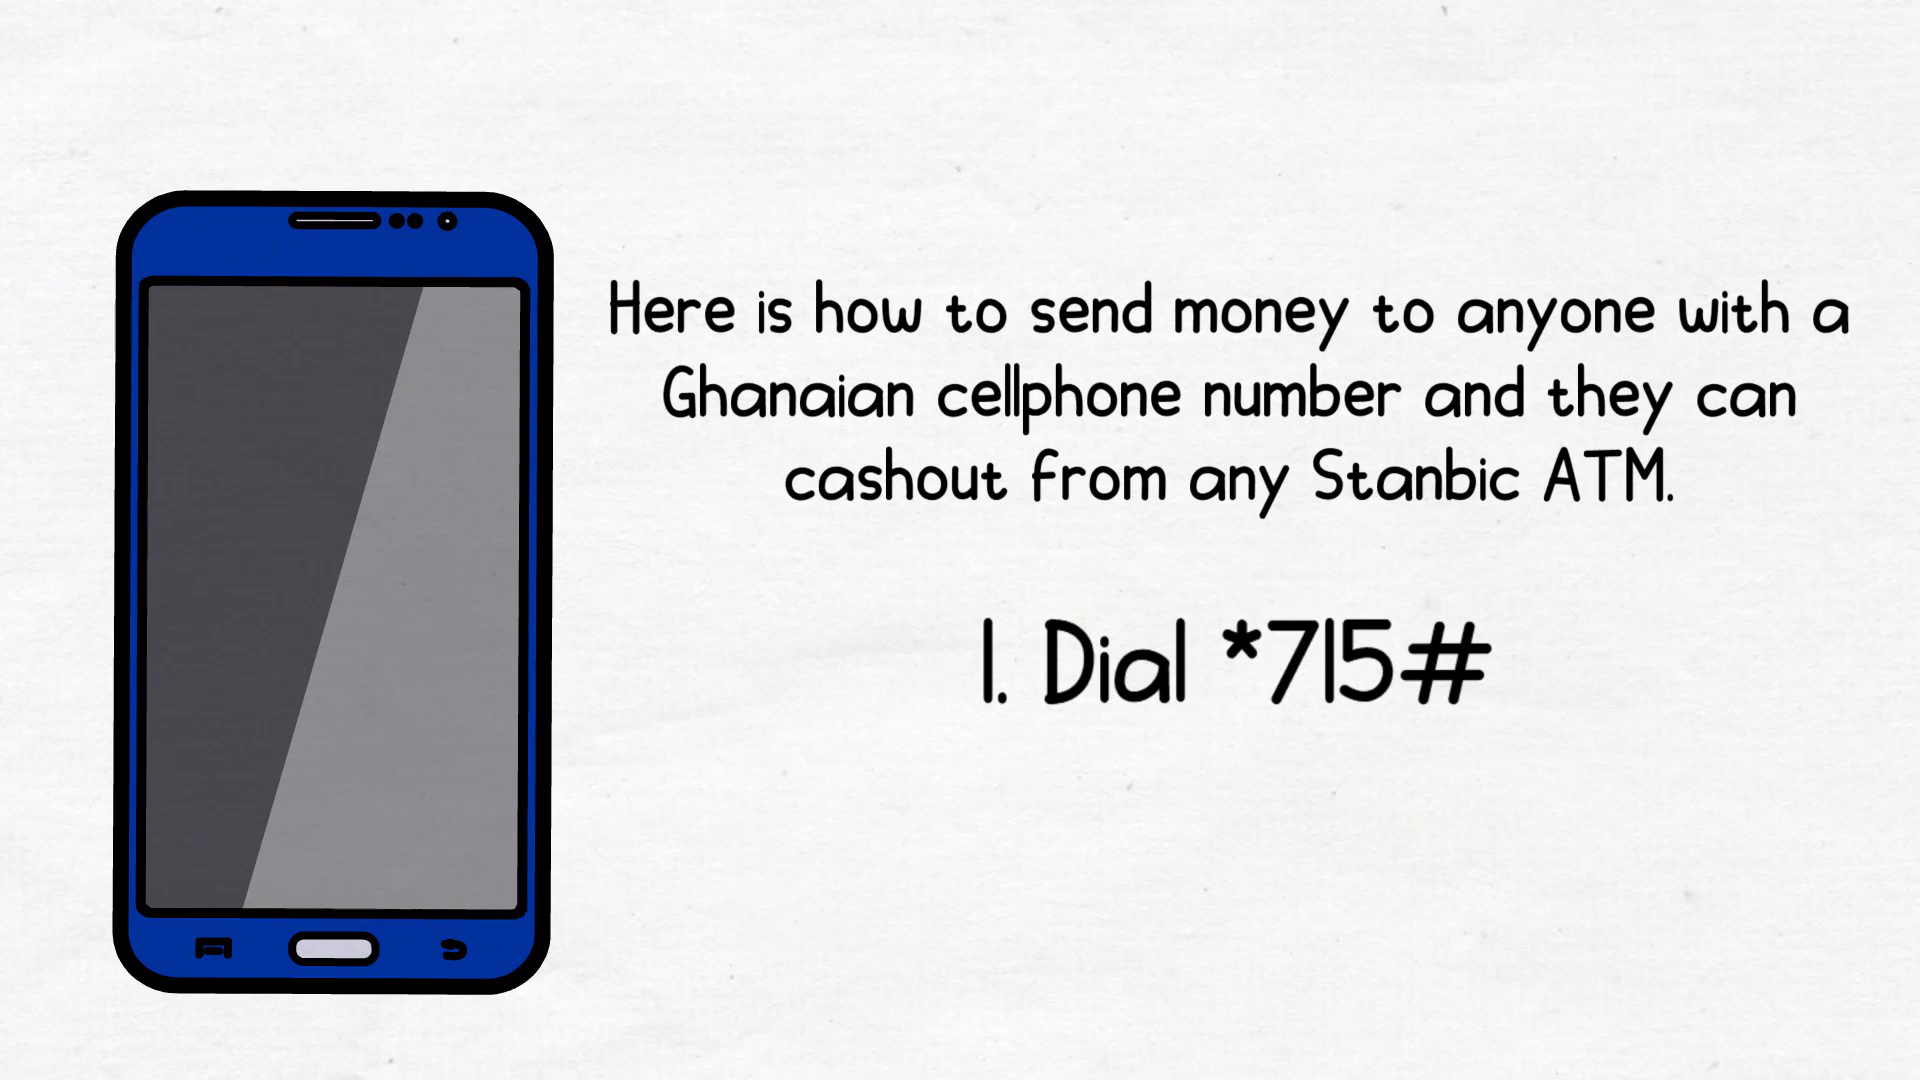 Here is how to send money to anyone with a
Ghanaian cellphone number and they can
cashout from any Stanbic ATM.
1. Dial *715#